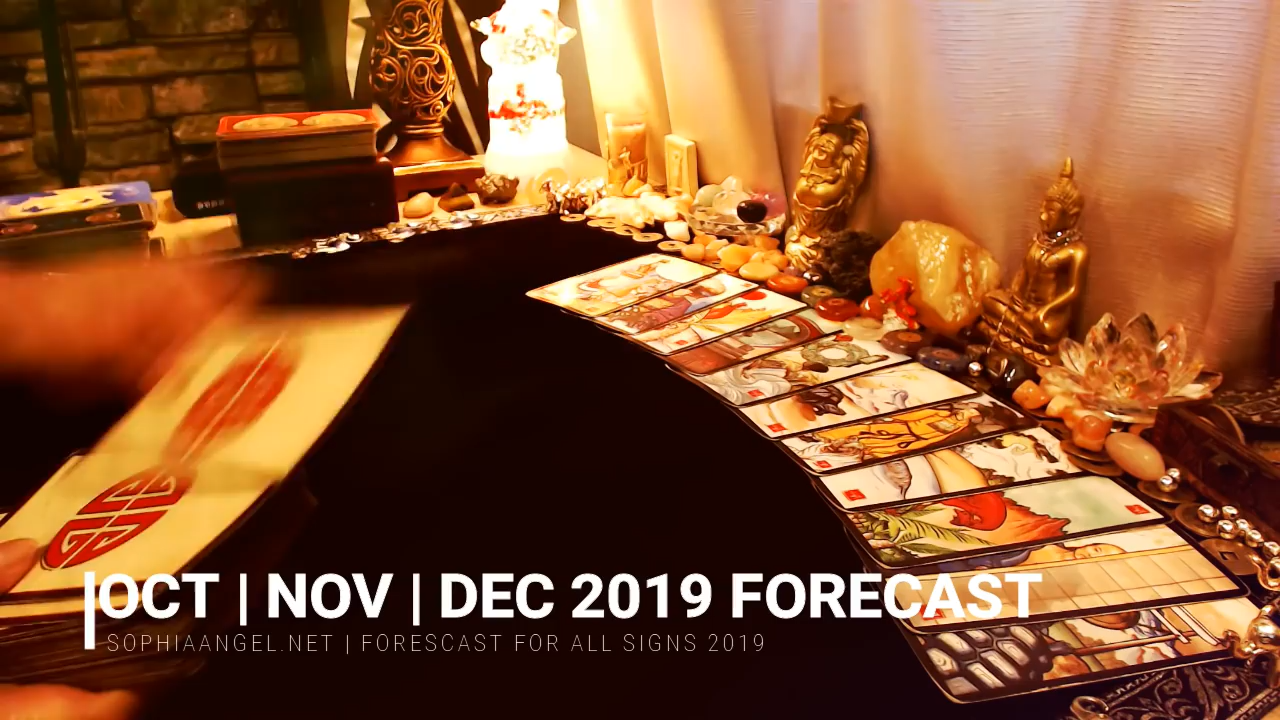 OCT | NOV | DEC 2019 FORECAST
SOPHIAANGEL.NET | FORESCAST FOR ALL SIGNS 2019